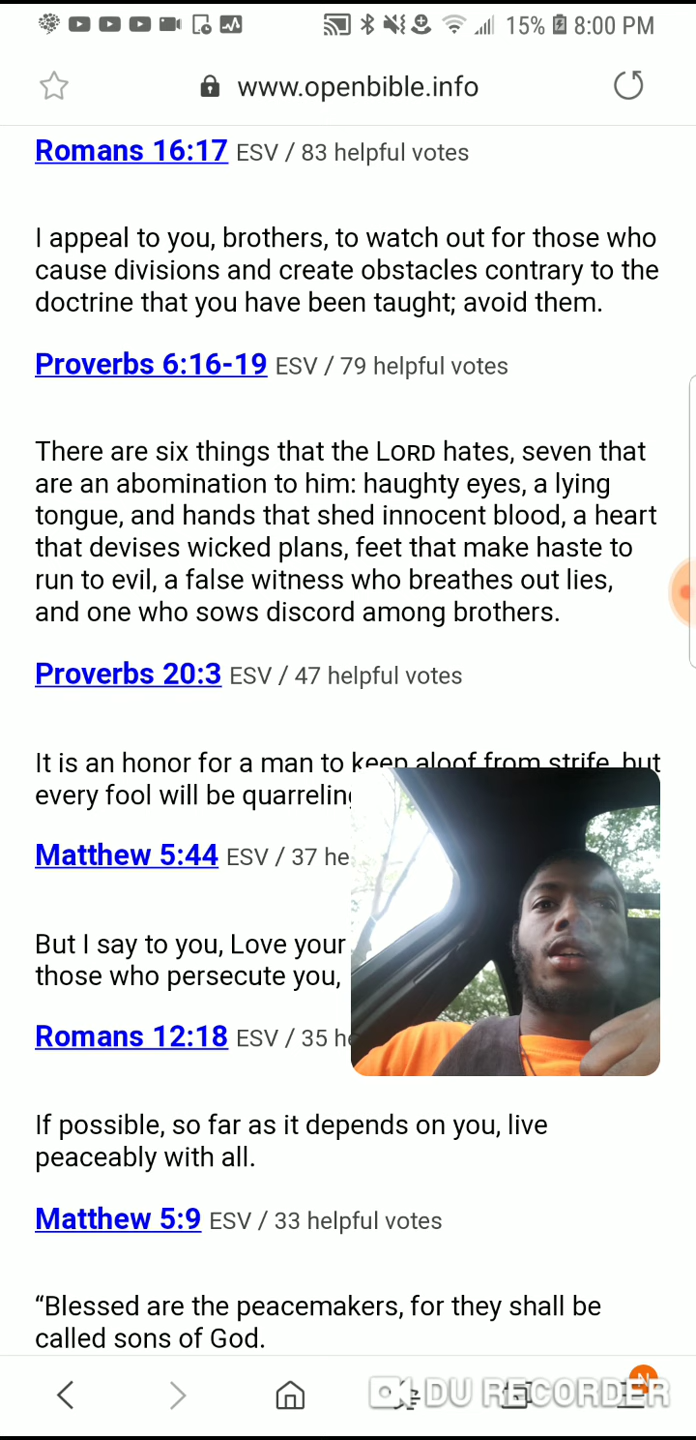 15% 8:00 PM
www.openbible.info
Romans 16:17 ESV / 83 helpful votes
I appeal to you, brothers, to watch out for those who
cause divisions and create obstacles contrary to the
doctrine that you have been taught; avoid them.
Proverbs 6:16-19 ESV / 79 helpful votes
There are six things that the LORD hates, seven that
are an abomination to him: haughty eyes, a lying
tongue, and hands that shed innocent blood, a heart
that devises wicked plans, feet that make haste to
run to evil, a false witness who breathes out lies,
and one who sows discord among brothers.
Proverbs 20:3 ESV / 47 helpful votes
It is an honor for a man to keep aloof from strife, but
every fool will be quarreling
Matthew 5:44 ESV / 37 he
But I say to you, Love your
those who persecute you,
Romans 12:18 ESV / 35 he
If possible, so far as it depends on you, live
peaceably with all.
Matthew 5:9 ESV / 33 helpful votes
“Blessed are the peacemakers, for they shall be
called sons of God.
N
DU RECORDER